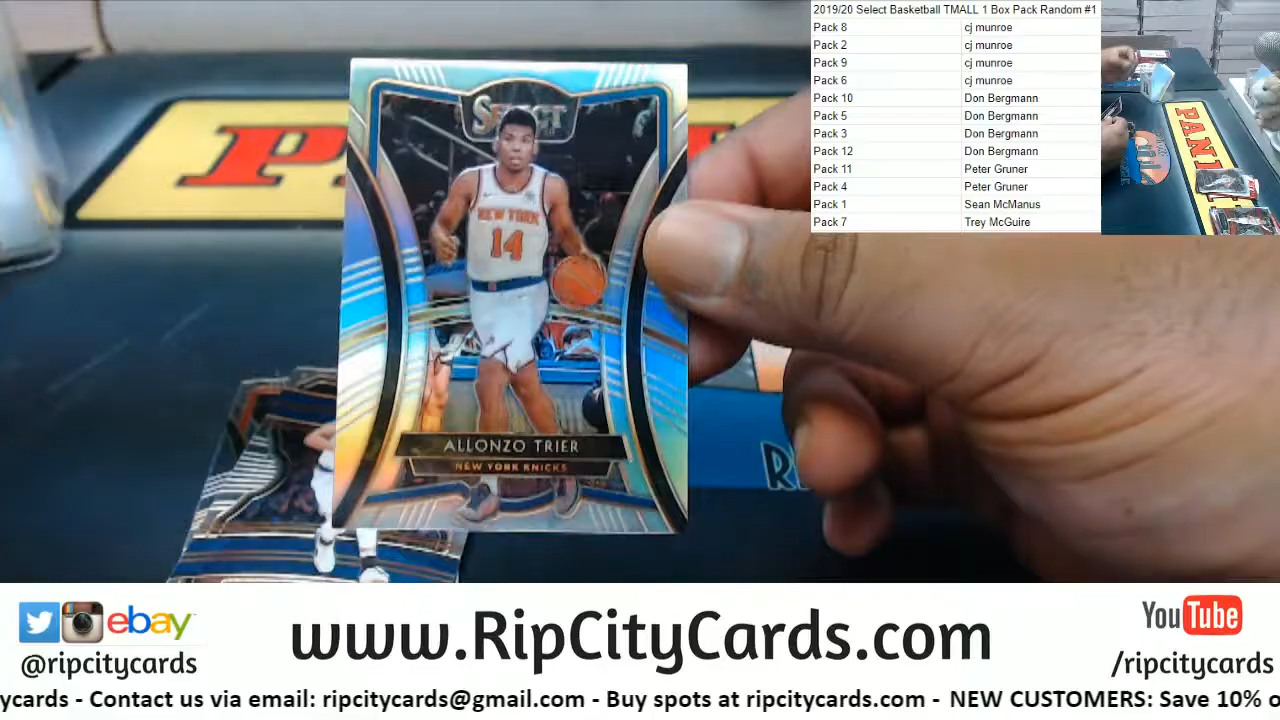 2019/20 Select Basketball TMALL 1 Box Pack Random #1
Pack 8 cj munroe
Pack 2 cj munroe
Pack 9 cj munroe
Pack 6 cj munroe
Pack 10 Don Bergmann
Pack 5 Don Bergmann
Pack 3 Don Bergmann
Pack 12 Don Bergmann
Pack 11 Peter Gruner
Pack 4 Peter Gruner
Pack 1 Sean McManus
Pack 7 Trey McGuire
PANI
SELECT
NEW YORK
14
ALLONZO TRIER
NEW YORK KNICKS
ebay
@ripcitycards
www.RipCityCards.com
YouTube
/ripcitycards
ycards - Contact us via email: ripcitycards@gmail.com - Buy spots at ripcitycards.com - NEW CUSTOMERS: Save 10% o